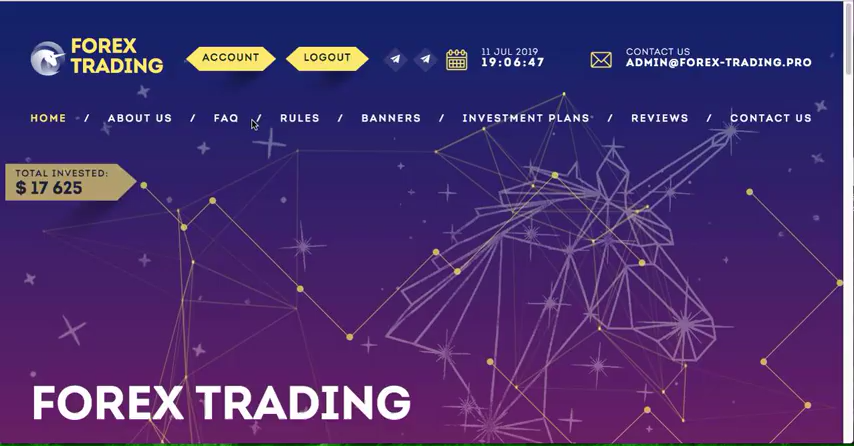 FOREX
TRADING
ACCOUNT
LOGOUT
11 JUL 2019
19:06:47
CONTACT US
ADMIN@FOREX-TRADING.PRO
HOME / ABOUT US / FAQ / RULES / BANNERS / INVESTMENT PLANS / REVIEWS / CONTACT US
TOTAL INVESTED:
$ 17 625
FOREX TRADING